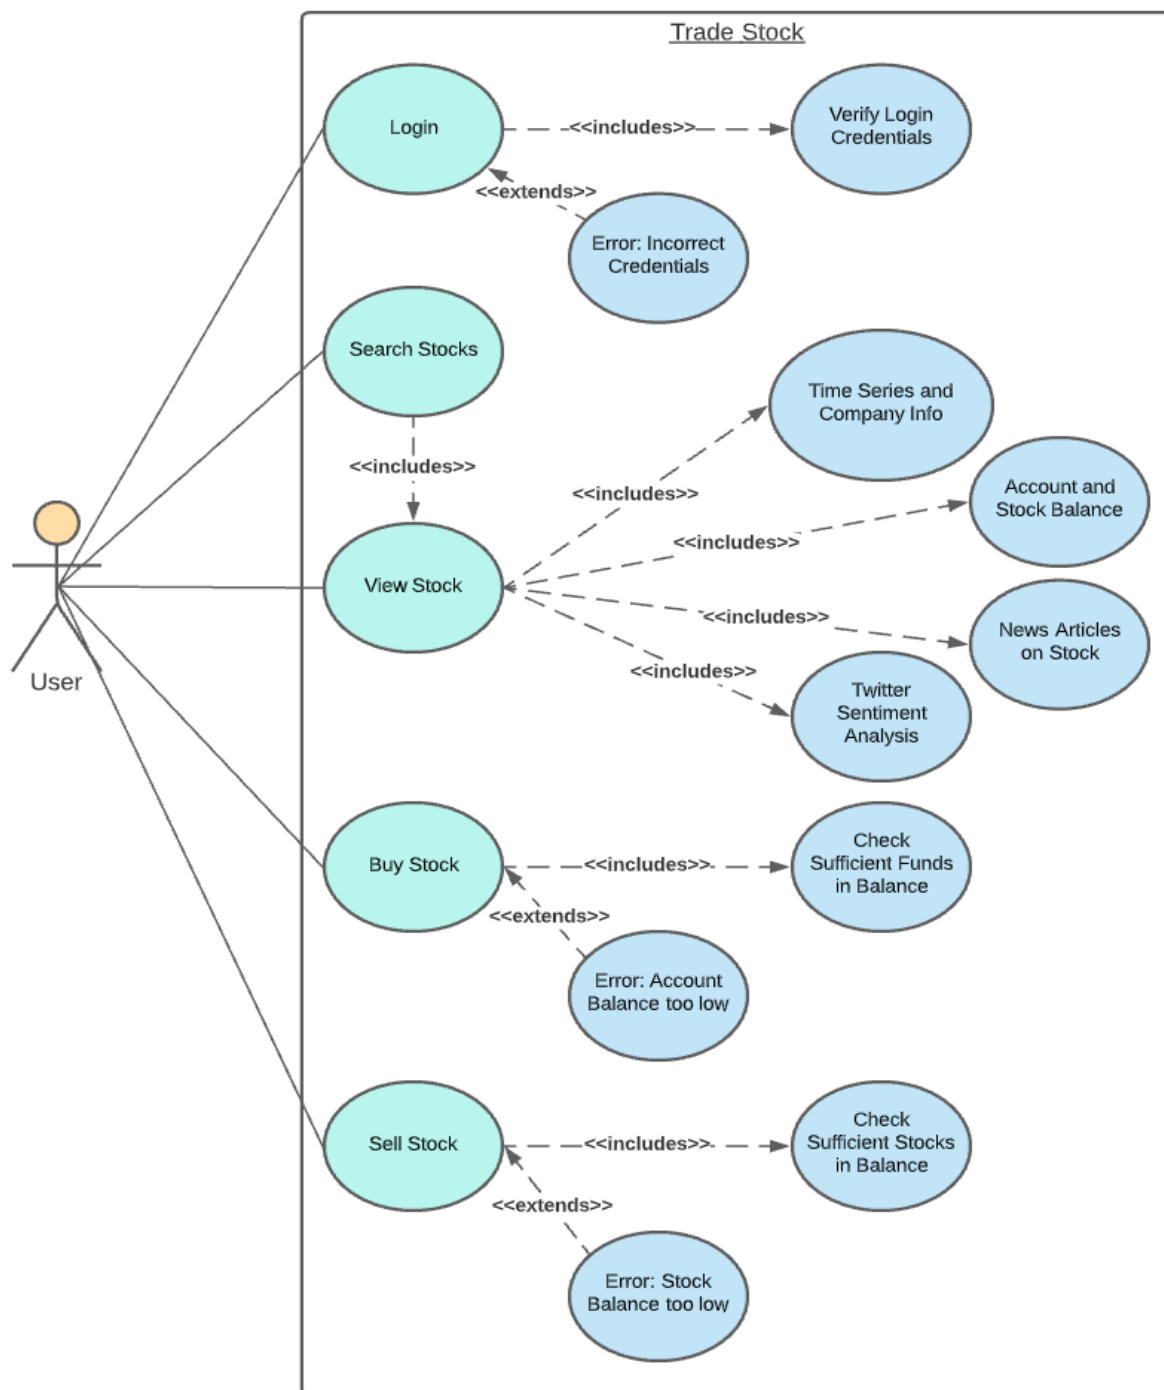 Trade Stock
Login
<<includes>>
Verify Login
Credentials
<<extends>>
Error: Incorrect
Credentials
Search Stocks
<<includes>>
Time Series and
Company Info
<<includes>>
Account and
Stock Balance
<<includes>>
View Stock
<<includes>>
News Articles
on Stock
<<includes>>
Twitter
Sentiment
Analysis
User
Buy Stock
<<includes>>
Check
Sufficient Funds
in Balance
<<extends>>
Error: Account
Balance too low
Sell Stock
<<includes>>
Check
Sufficient Stocks
in Balance
<<extends>>
Error: Stock
Balance too low